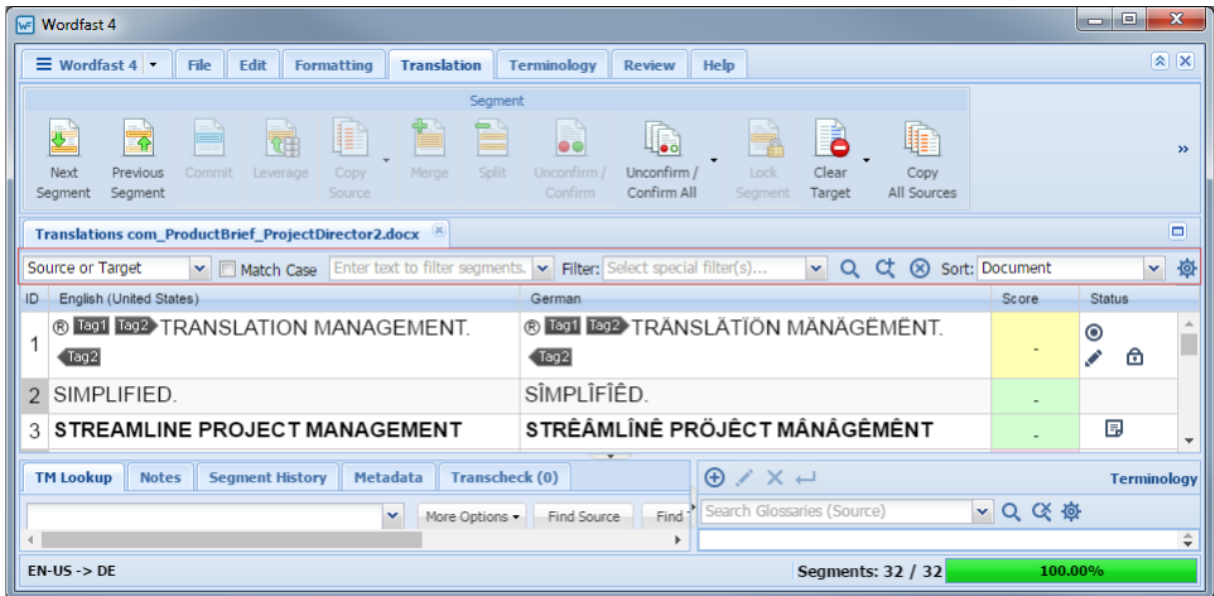 WF Wordfast 4
Wordfast 4 File Edit Formatting Translation Terminology Review Help
Segment
Next Segment Previous Segment Commit Leverage Copy Source Merge Split Unconfirm / Confirm Unconfirm / Confirm All Lock Segment Clear Target Copy All Sources »
Translations com_ProductBrief_ProjectDirector2.docx
Source or Target Match Case Enter text to filter segments. Filter: Select special filter(s)... Sort: Document
ID English (United States) German Score Status
1 ® Tag1 Tag2 TRANSLATION MANAGEMENT. Tag2 ® Tag1 Tag2 TRÄNSLÄTÏÖN MÄNÄGËMËNT. Tag2 -
2 SIMPLIFIED. SÎMPLÎFÎÊD. -
3 STREAMLINE PROJECT MANAGEMENT STRÊÂMLÎNÊ PRÖJÊCT MÂNÂGÊMÊNT -
TM Lookup Notes Segment History Metadata Transcheck (0) Terminology
More Options Find Source Find Search Glossaries (Source)
EN-US -> DE Segments: 32 / 32 100.00%